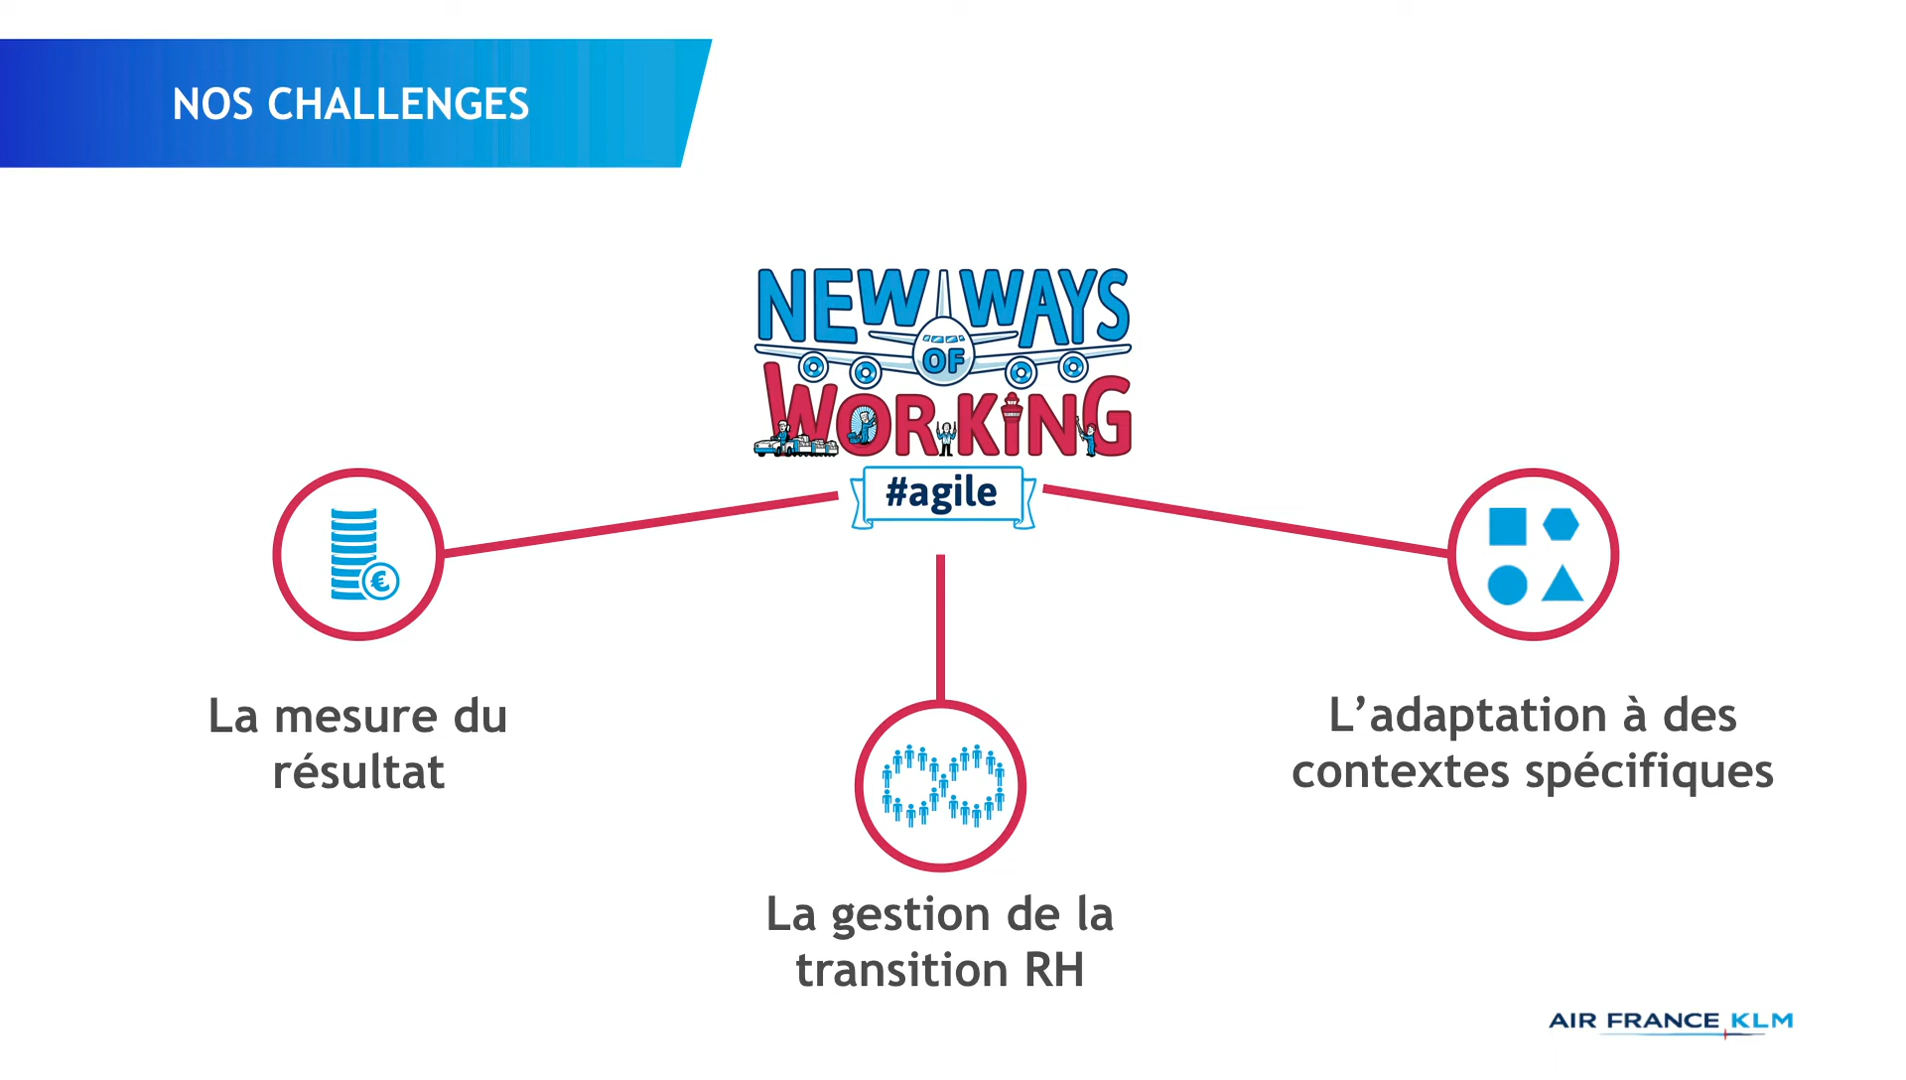 NOS CHALLENGES
NEW WAYS
OF
WORKING
#agile
€
La mesure du
résultat
L’adaptation à des
contextes spécifiques
La gestion de la
transition RH
AIR FRANCE KLM